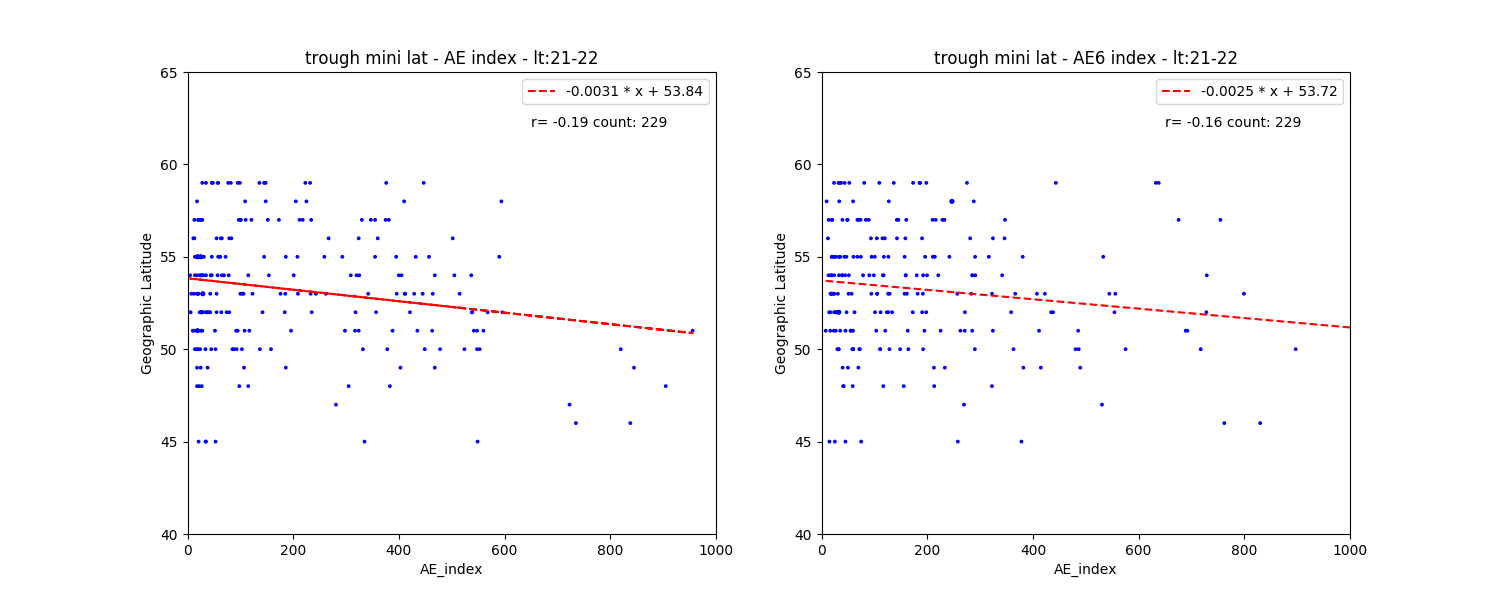 trough mini lat - AE index - lt:21-22
-0.0031 * x + 53.84
r= -0.19 count: 229
65
60
55
50
45
40
Geographic Latitude
0 200 400 600 800 1000
AE_index
trough mini lat - AE6 index - lt:21-22
-0.0025 * x + 53.72
r= -0.16 count: 229
65
60
55
50
45
40
Geographic Latitude
0 200 400 600 800 1000
AE_index